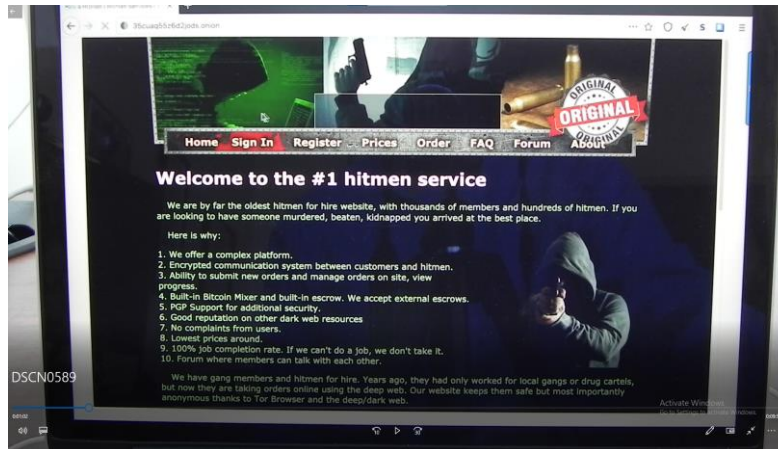 36cuaq55z6d2jods.onion
ORIGINAL
ORIGINAL
ORIGINAL
Home Sign In Register Prices Order FAQ Forum About
Welcome to the #1 hitmen service
We are by far the oldest hitmen for hire website, with thousands of members and hundreds of hitmen. If you
are looking to have someone murdered, beaten, kidnapped you arrived at the best place.
Here is why:
1. We offer a complex platform.
2. Encrypted communication system between customers and hitmen.
3. Ability to submit new orders and manage orders on site, view
progress.
4. Built-in Bitcoin Mixer and built-in escrow. We accept external escrows.
5. PGP Support for additional security.
6. Good reputation on other dark web resources
7. No complaints from users.
8. Lowest prices around.
9. 100% job completion rate. If we can't do a job, we don't take it.
10. Forum where members can talk with each other.
We have gang members and hitmen for hire. Years ago, they had only worked for local gangs or drug cartels,
but now they are taking orders online using the deep web. Our website keeps them safe but most importantly
anonymous thanks to Tor Browser and the deep/dark web.
DSCN0589
Activate Windows
Go to Settings to activate Windows.